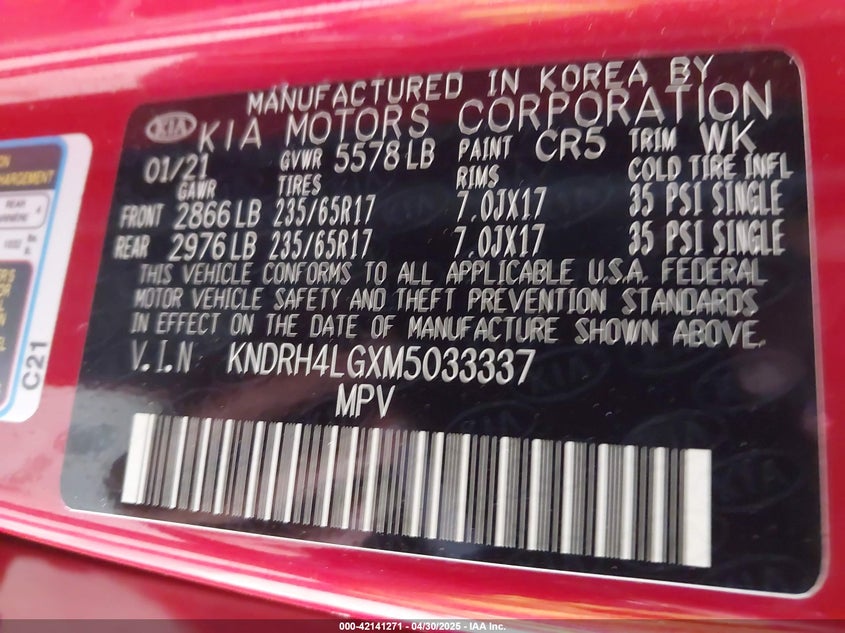 MANUFACTURED IN KOREA BY
KIA KIA MOTORS CORPORATION
01/21 GVWR 5578LB PAINT CR5 TRIM WK
GAWR TIRES RIMS COLD TIRE INFL
FRONT 2866LB 235/65R17 7.0JX17 35 PSI SINGLE
REAR 2976LB 235/65R17 7.0JX17 35 PSI SINGLE
THIS VEHICLE CONFORMS TO ALL APPLICABLE U.S.A. FEDERAL
MOTOR VEHICLE SAFETY AND THEFT PREVENTION STANDARDS
IN EFFECT ON THE DATE OF MANUFACTURE SHOWN ABOVE.
V.I.N KNDRH4LGXM5033337
MPV
REAR
C21
000-42141271 - 04/30/2025 - IAA Inc.